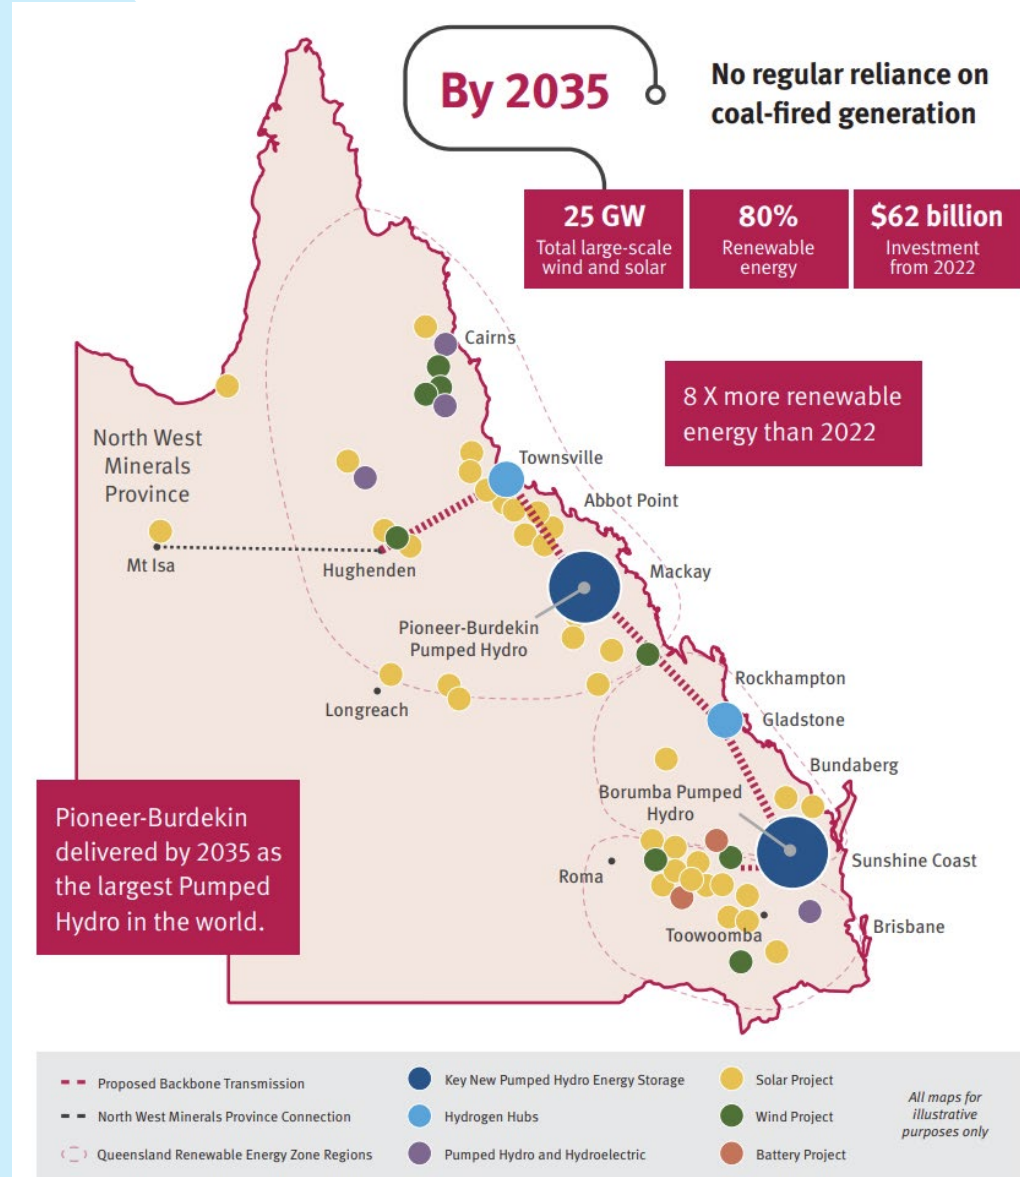 By 2035
No regular reliance on
coal-fired generation
25 GW
Total large-scale
wind and solar
80%
Renewable
energy
$62 billion
Investment
from 2022
8 X more renewable
energy than 2022
Cairns
North West
Minerals
Province
Townsville
Abbot Point
Mt Isa
Hughenden
Mackay
Pioneer-Burdekin
Pumped Hydro
Longreach
Rockhampton
Gladstone
Bundaberg
Borumba Pumped
Hydro
Pioneer-Burdekin
delivered by 2035 as
the largest Pumped
Hydro in the world.
Roma
Sunshine Coast
Toowoomba
Brisbane
Proposed Backbone Transmission
North West Minerals Province Connection
Queensland Renewable Energy Zone Regions
Key New Pumped Hydro Energy Storage
Hydrogen Hubs
Pumped Hydro and Hydroelectric
Solar Project
Wind Project
Battery Project
All maps for
illustrative
purposes only